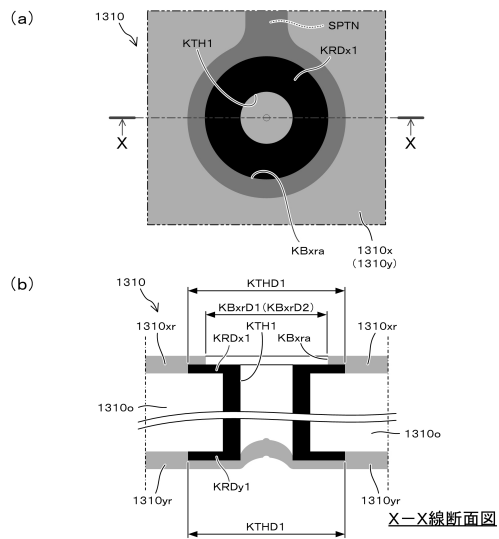 (a)
1310
SPTN
KTH1
KRDx1
X
X
KBxra
1310x
(1310y)
(b)
KTHD1
1310
KBxrD1(KBxrD2)
1310xr
KTH1
KBxra
1310xr
KRDx1
1310o
1310o
1310yr
KRDy1
1310yr
X-X線断面図
KTHD1